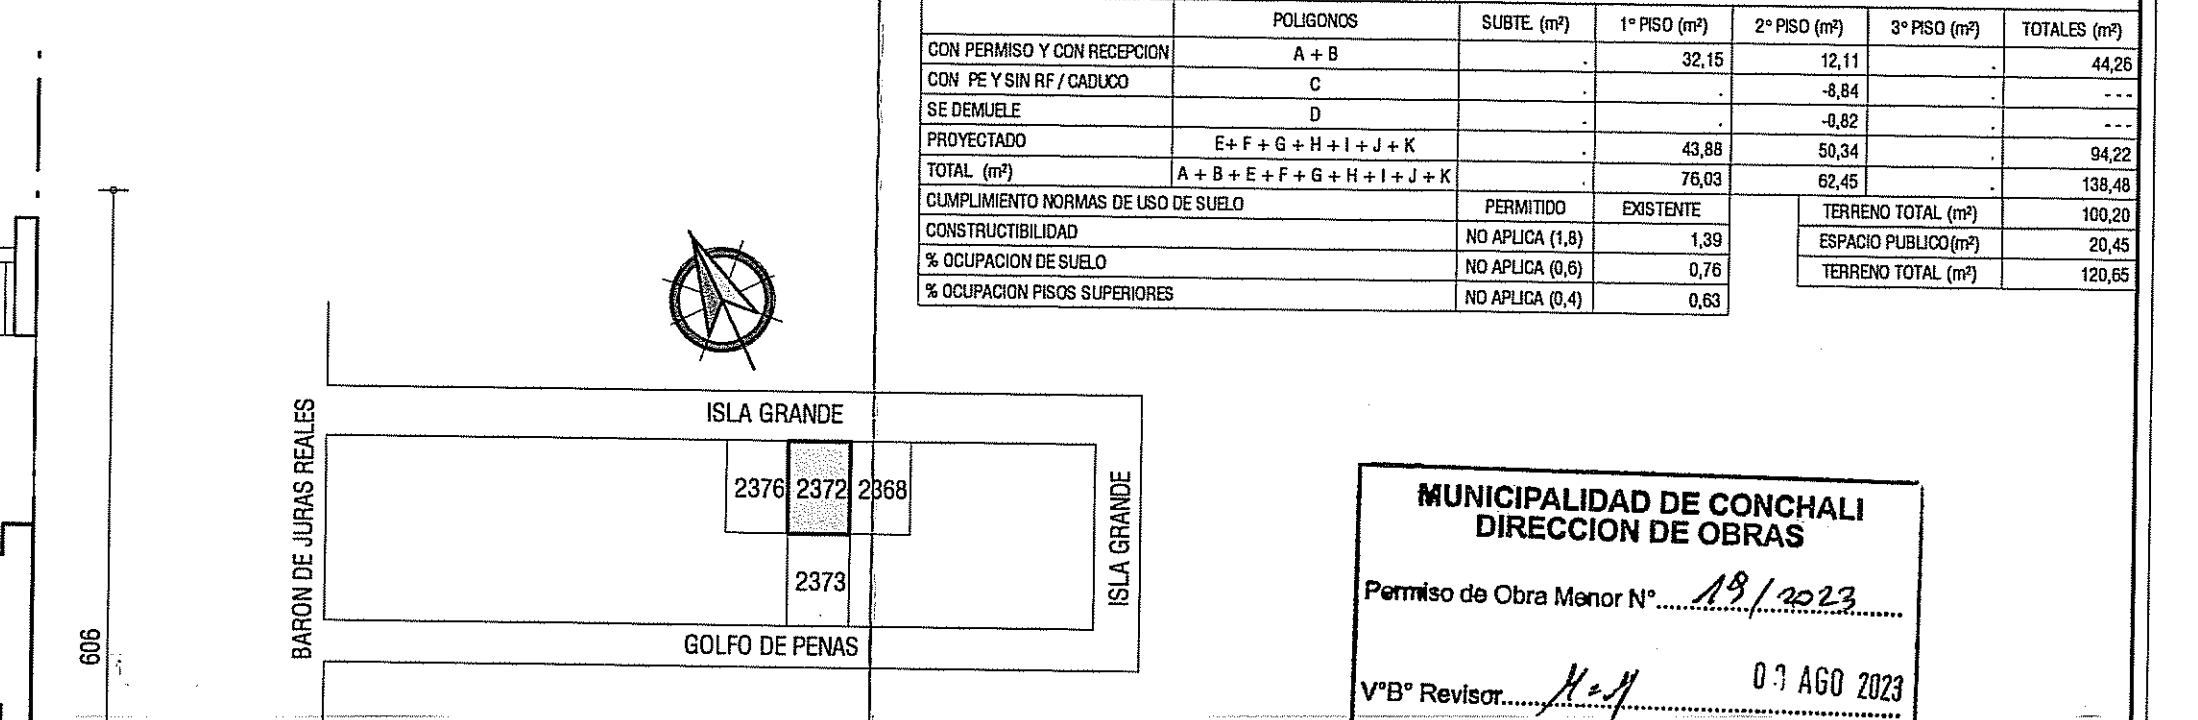 POLIGONOS SUBTE. (m²) 1° PISO (m²) 2° PISO (m²) 3° PISO (m²) TOTALES (m²)
CON PERMISO Y CON RECEPCION A + B . 32,15 12,11 . 44,26
CON PE Y SIN RF / CADUCO C . . -8,84 . ---
SE DEMUELE D . . -0,82 . ---
PROYECTADO E+ F + G + H + I + J + K . 43,88 50,34 . 94,22
TOTAL (m²) A + B + E + F + G + H + I + J + K . 76,03 62,45 . 138,48
CUMPLIMIENTO NORMAS DE USO DE SUELO PERMITIDO EXISTENTE TERRENO TOTAL (m²) 100,20
CONSTRUCTIBILIDAD NO APLICA (1,8) 1,39 ESPACIO PUBLICO(m²) 20,45
% OCUPACION DE SUELO NO APLICA (0,6) 0,76 TERRENO TOTAL (m²) 120,65
% OCUPACION PISOS SUPERIORES NO APLICA (0,4) 0,63
ISLA GRANDE
BARON DE JURAS REALES
2376 2372 2368
2373
ISLA GRANDE
GOLFO DE PENAS
606
MUNICIPALIDAD DE CONCHALI
DIRECCION DE OBRAS
Permiso de Obra Menor N°.... 19/2023
V°B° Revisor....... AGO 2023